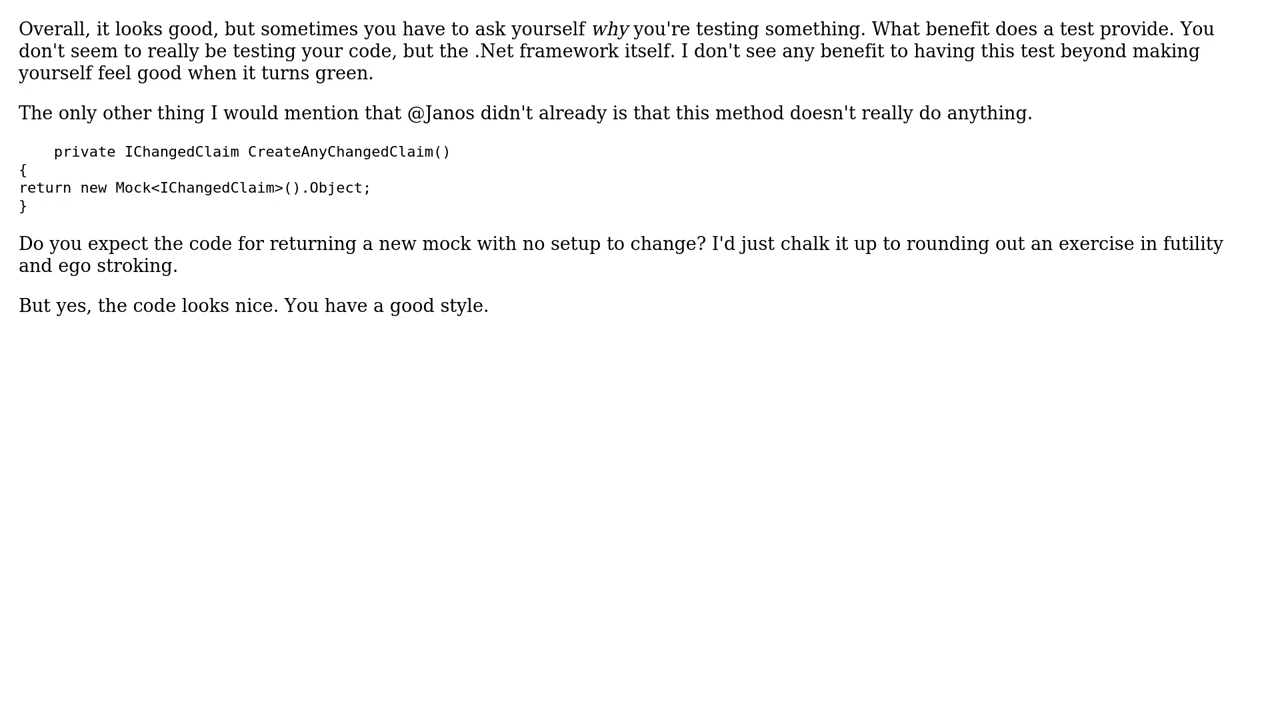 Overall, it looks good, but sometimes you have to ask yourself why you're testing something. What benefit does a test provide. You
don't seem to really be testing your code, but the .Net framework itself. I don't see any benefit to having this test beyond making
yourself feel good when it turns green.
The only other thing I would mention that @Janos didn't already is that this method doesn't really do anything.
    private IChangedClaim CreateAnyChangedClaim()
{
return new Mock<IChangedClaim>().Object;
}
Do you expect the code for returning a new mock with no setup to change? I'd just chalk it up to rounding out an exercise in futility
and ego stroking.
But yes, the code looks nice. You have a good style.